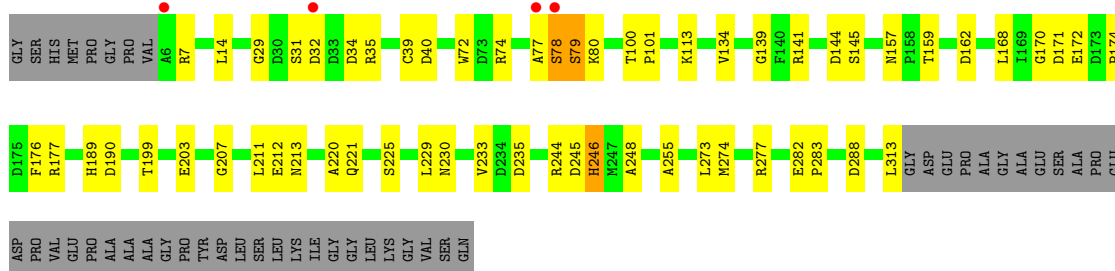 GLY SER HIS MET PRO GLY PRO VAL A6 R7 L14 G29 D30 S31 D32 D33 D34 R35 C39 D40 W72 D73 R74 A77 S78 S79 K80 T100 P101 K113 V134 G139 F140 R141 D144 S145 N157 P158 T159 D162 L168 I169 G170 D171 E172 D173 R174
D175 F176 R177 H189 D190 T199 E203 G207 L211 E212 N213 A220 Q221 S225 L229 N230 V233 D234 D235 R244 D245 H246 M247 A248 A255 L273 M274 R277 E282 P283 D288 L313 GLY ASP GLU PRO ALA GLY ALA GLU SER ALA PRO GLU
ASP PRO VAL GLU PRO ALA ALA ALA GLY PRO TYR ASP LEU SER LEU LYS ILE GLY GLY LEU LYS GLY VAL SER GLN